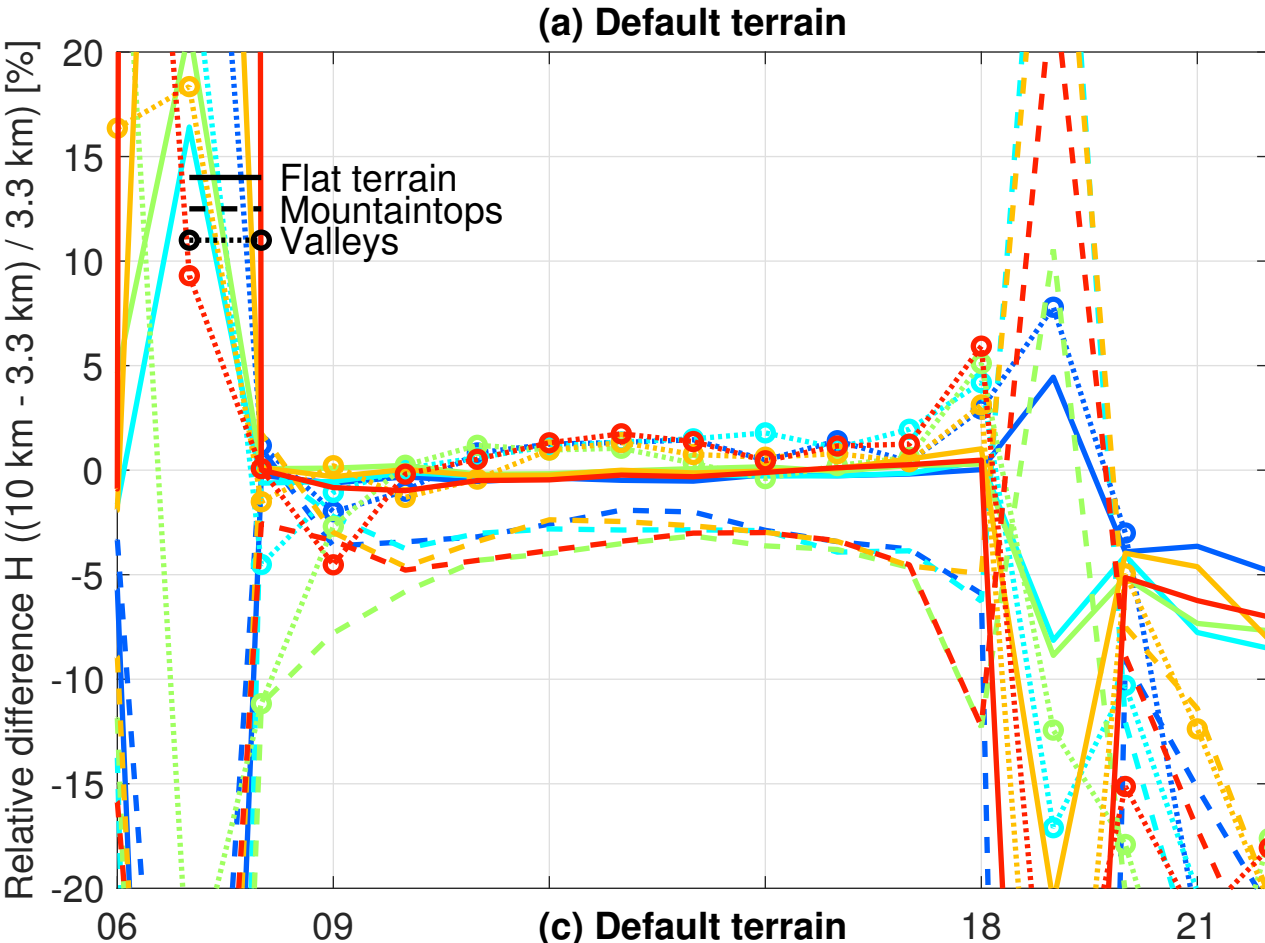 (a) Default terrain
Relative difference H ((10 km - 3.3 km) / 3.3 km) [%]
20
15
10
5
0
-5
-10
-15
-20
Flat terrain
Mountaintops
Valleys
06
09
(c) Default terrain
18
21